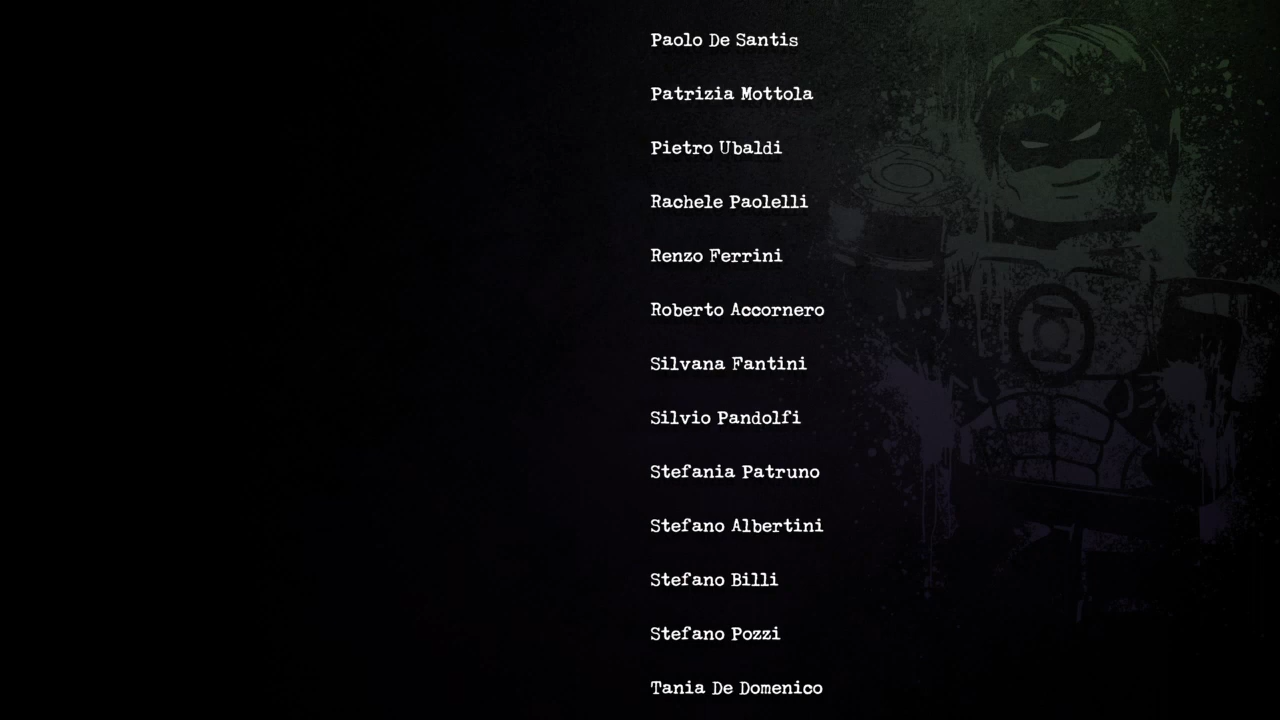 Paolo De Santis
Patrizia Mottola
Pietro Ubaldi
Rachele Paolelli
Renzo Ferrini
Roberto Accornero
Silvana Fantini
Silvio Pandolfi
Stefania Patruno
Stefano Albertini
Stefano Billi
Stefano Pozzi
Tania De Domenico